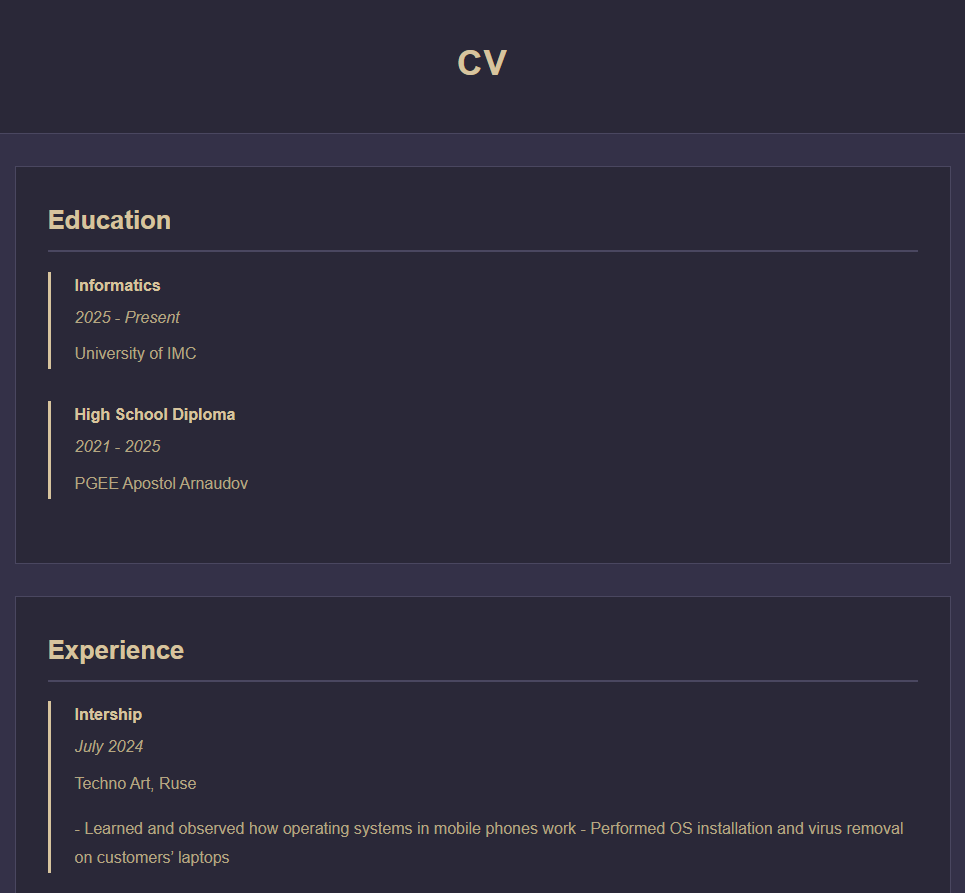 CV
Education
Informatics
2025 - Present
University of IMC
High School Diploma
2021 - 2025
PGEE Apostol Arnaudov
Experience
Intership
July 2024
Techno Art, Ruse
- Learned and observed how operating systems in mobile phones work - Performed OS installation and virus removal
on customers’ laptops